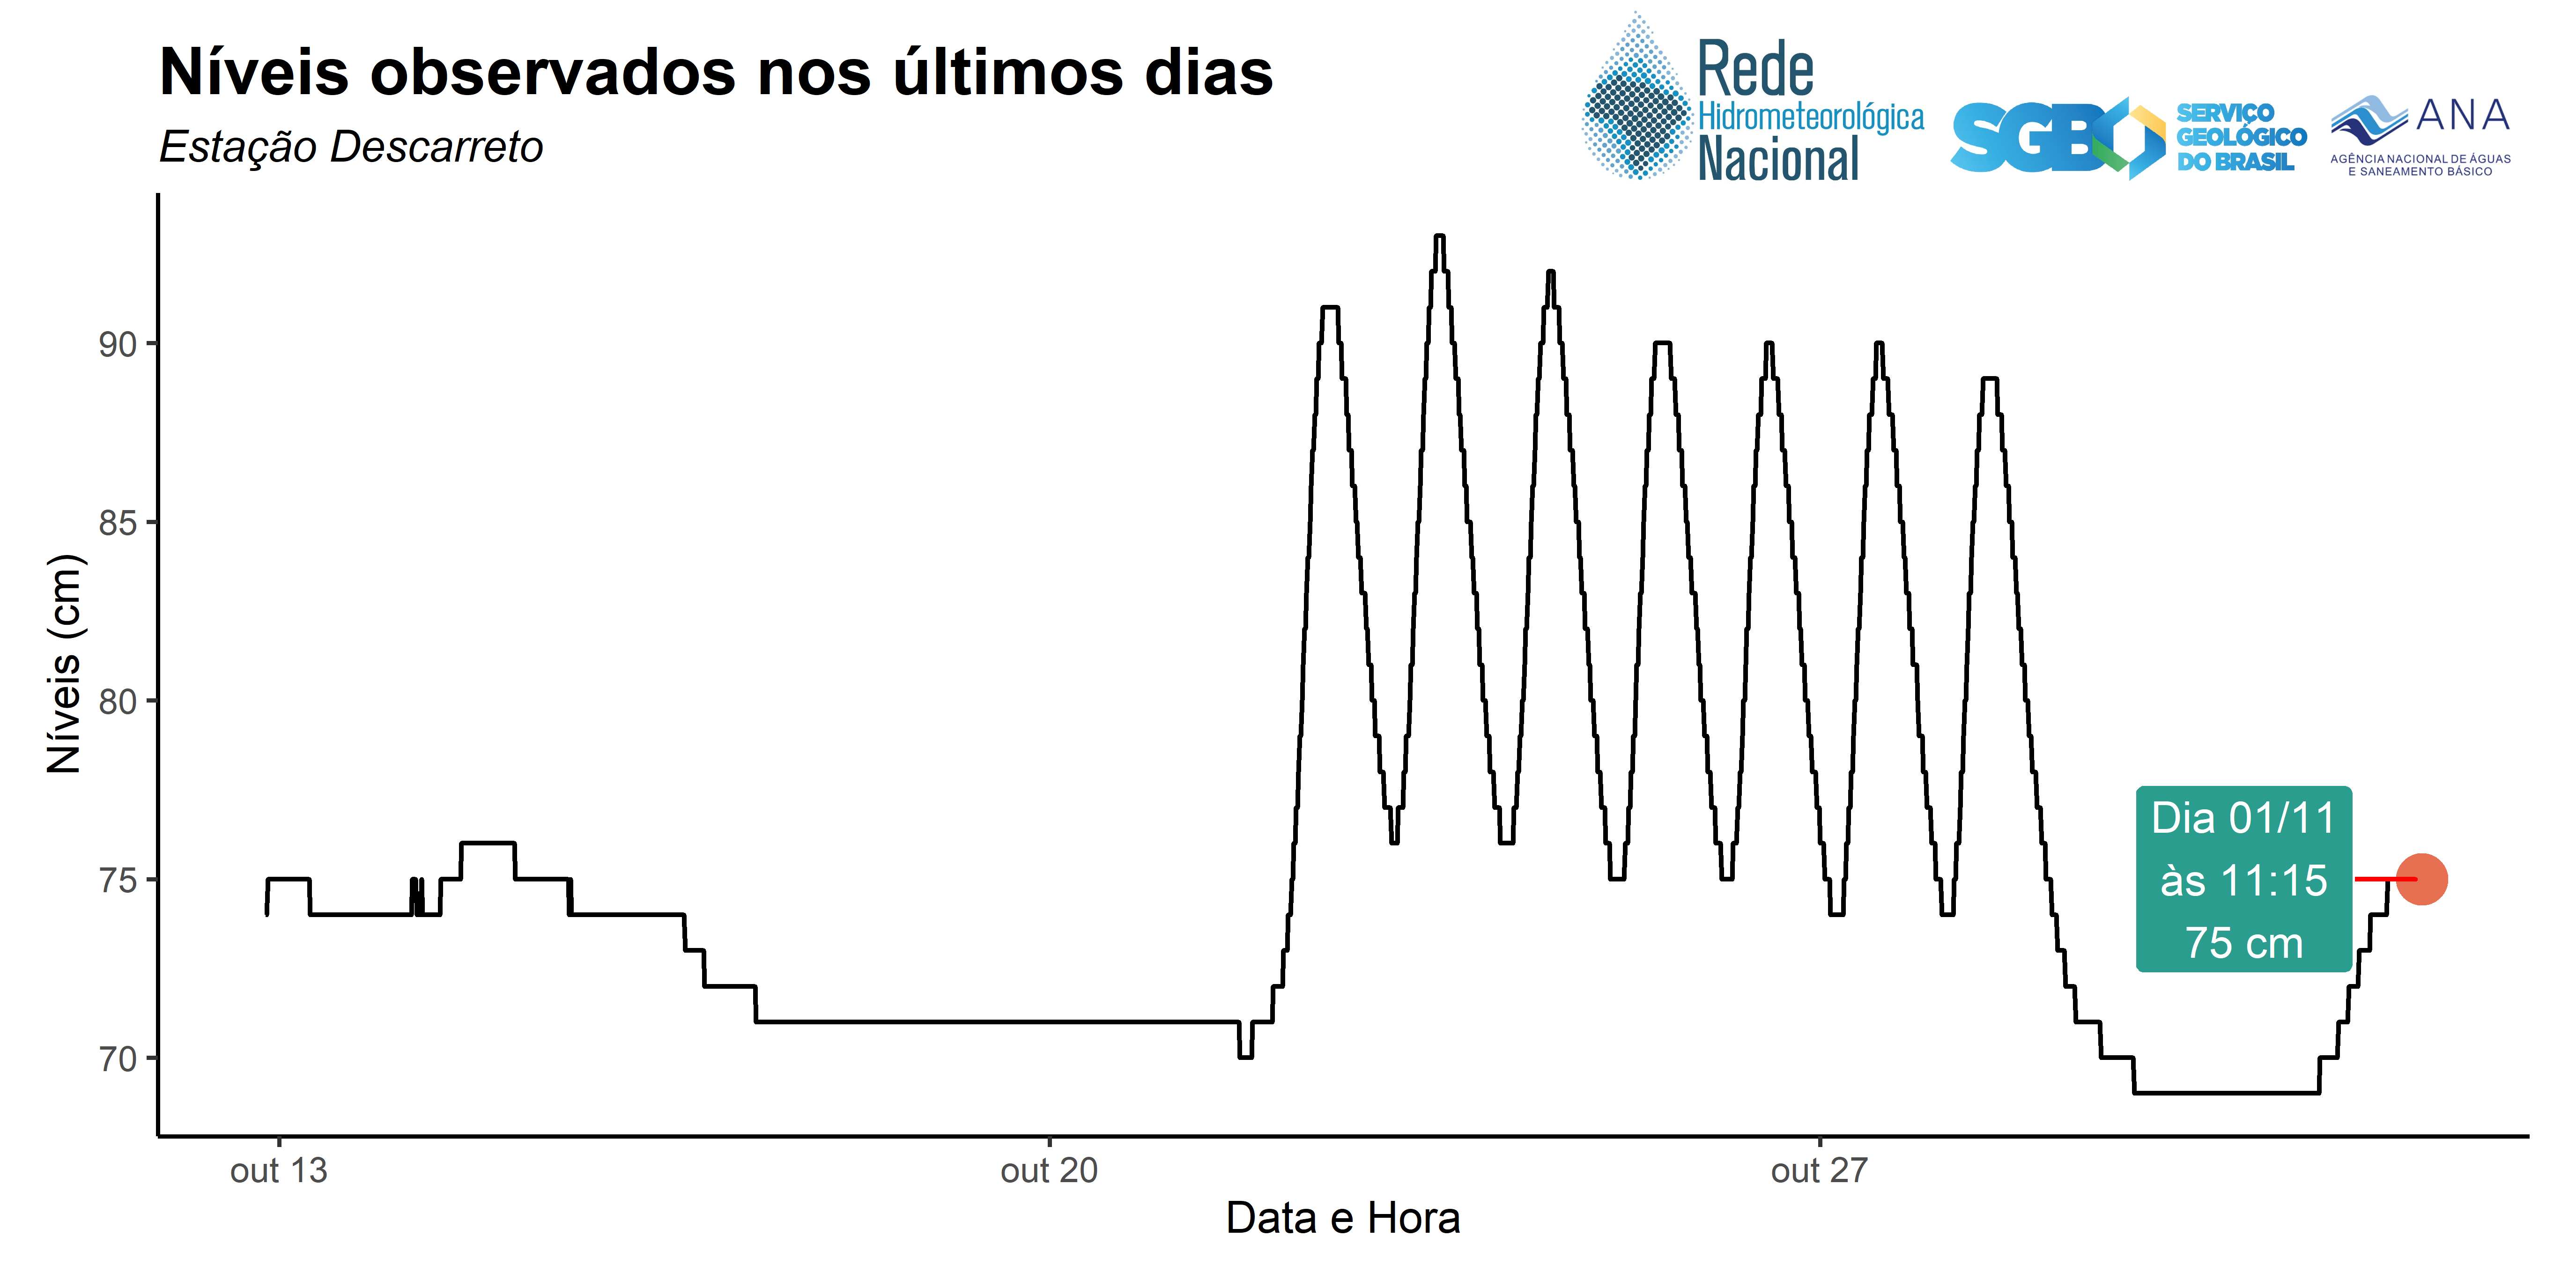 Níveis observados nos últimos dias
Estação Descarreto
Rede
Hidrometeorológica
Nacional
SGB
SERVIÇO
GEOLÓGICO
DO BRASIL
ANA
AGÊNCIA NACIONAL DE ÁGUAS
E SANEAMENTO BÁSICO
Níveis (cm)
90
85
80
75
70
Dia 01/11
às 11:15
75 cm
out 13
out 20
out 27
Data e Hora